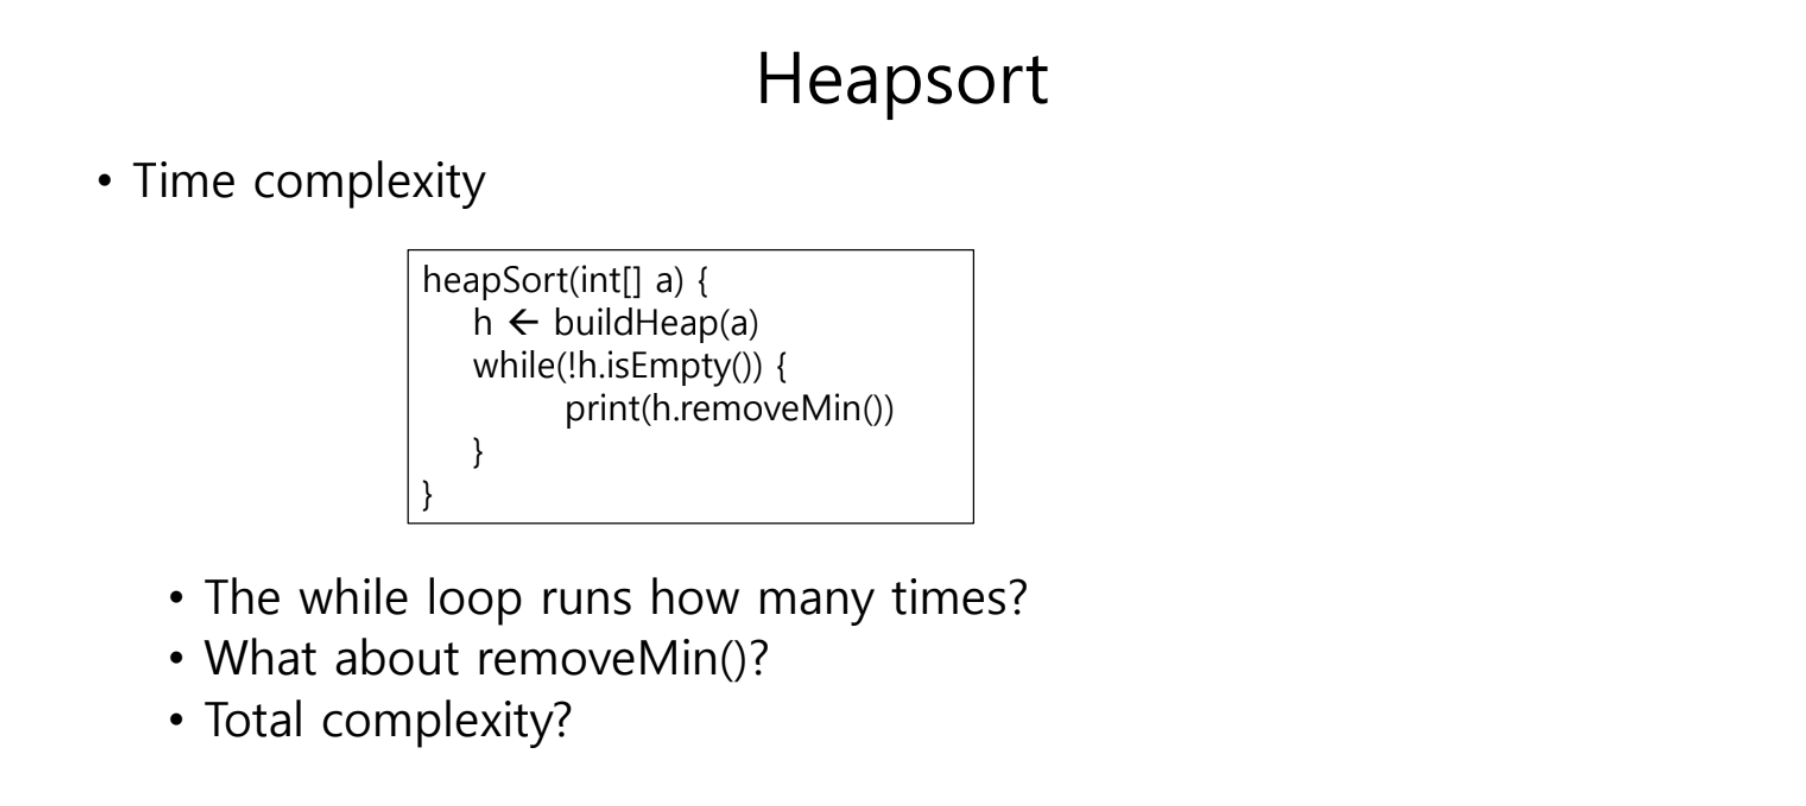 Heapsort
• Time complexity
heapSort(int[] a) {
h ← buildHeap(a)
while(!h.isEmpty()) {
print(h.removeMin())
}
}
• The while loop runs how many times?
• What about removeMin()?
• Total complexity?